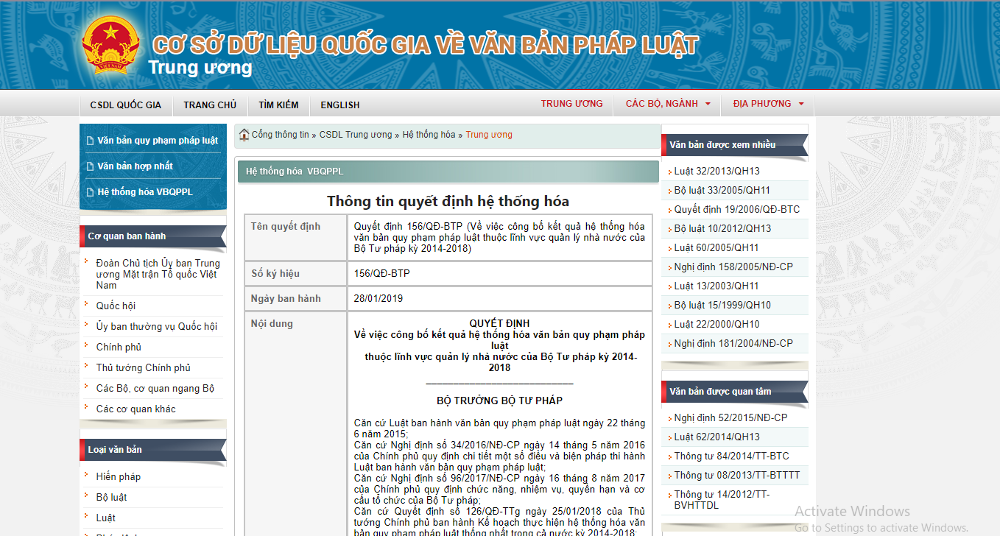 CƠ SỞ DỮ LIỆU QUỐC GIA VỀ VĂN BẢN PHÁP LUẬT
Trung ương
VIỆT NAM
CSDL QUỐC GIA
TRANG CHỦ
TÌM KIẾM
ENGLISH
TRUNG ƯƠNG
CÁC BỘ, NGÀNH
ĐỊA PHƯƠNG
Văn bản quy phạm pháp luật
Văn bản hợp nhất
Hệ thống hóa VBQPPL
Cơ quan ban hành
Đoàn Chủ tịch Ủy ban Trung
ương Mặt trận Tổ quốc Việt
Nam
Quốc hội
Ủy ban thường vụ Quốc hội
Chính phủ
Thủ tướng Chính phủ
Các Bộ, cơ quan ngang Bộ
Các cơ quan khác
Loại văn bản
Hiến pháp
Bộ luật
Luật
Cổng thông tin » CSDL Trung ương » Hệ thống hóa » Trung ương
Hệ thống hóa VBQPPL
Thông tin quyết định hệ thống hóa
Tên quyết định
Quyết định 156/QĐ-BTP (Về việc công bố kết quả hệ thống hóa
văn bản quy phạm pháp luật thuộc lĩnh vực quản lý nhà nước của
Bộ Tư pháp kỳ 2014-2018)
Số ký hiệu
156/QĐ-BTP
Ngày ban hành
28/01/2019
Nội dung
QUYẾT ĐỊNH
Về việc công bố kết quả hệ thống hóa văn bản quy phạm pháp
luật
thuộc lĩnh vực quản lý nhà nước của Bộ Tư pháp kỳ 2014-
2018
BỘ TRƯỞNG BỘ TƯ PHÁP
Căn cứ Luật ban hành văn bản quy phạm pháp luật ngày 22 tháng
6 năm 2015;
Căn cứ Nghị định số 34/2016/NĐ-CP ngày 14 tháng 5 năm 2016
của Chính phủ quy định chi tiết một số điều và biện pháp thi hành
Luật ban hành văn bản quy phạm pháp luật;
Căn cứ Nghị định số 96/2017/NĐ-CP ngày 16 tháng 8 năm 2017
của Chính phủ quy định chức năng, nhiệm vụ, quyền hạn và cơ
cấu tổ chức của Bộ Tư pháp;
Căn cứ Quyết định số 126/QĐ-TTg ngày 25/01/2018 của Thủ
tướng Chính phủ ban hành Kế hoạch thực hiện hệ thống hóa văn
bản quy phạm pháp luật thống nhất trong cả nước kỳ 2014-2018;
Văn bản được xem nhiều
Luật 32/2013/QH13
Bộ luật 33/2005/QH11
Quyết định 19/2006/QĐ-BTC
Bộ luật 10/2012/QH13
Luật 60/2005/QH11
Nghị định 158/2005/NĐ-CP
Luật 13/2003/QH11
Bộ luật 15/1999/QH10
Luật 22/2000/QH10
Nghị định 181/2004/NĐ-CP
Văn bản được quan tâm
Nghị định 52/2015/NĐ-CP
Luật 62/2014/QH13
Thông tư 84/2014/TT-BTC
Thông tư 08/2013/TT-BTTTT
Thông tư 14/2012/TT-
BVHTTDL
Activate Windows
Go to Settings to activate Windows.